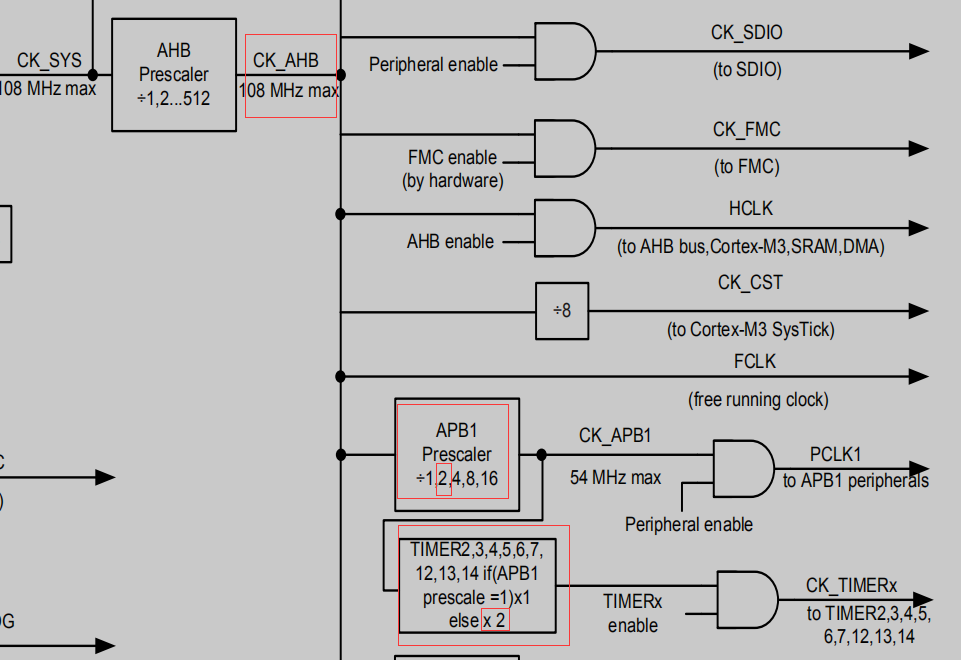 CK_SYS
108 MHz max
AHB
Prescaler
÷1,2...512
CK_AHB
108 MHz max
Peripheral enable
CK_SDIO
(to SDIO)
FMC enable
(by hardware)
CK_FMC
(to FMC)
AHB enable
HCLK
(to AHB bus,Cortex-M3,SRAM,DMA)
÷8
CK_CST
(to Cortex-M3 SysTick)
FCLK
(free running clock)
APB1
Prescaler
÷1,2,4,8,16
CK_APB1
54 MHz max
Peripheral enable
PCLK1
to APB1 peripherals
TIMER2,3,4,5,6,7,
12,13,14 if(APB1
prescale =1)x1
else x 2
TIMERx
enable
CK_TIMERx
to TIMER2,3,4,5,
6,7,12,13,14